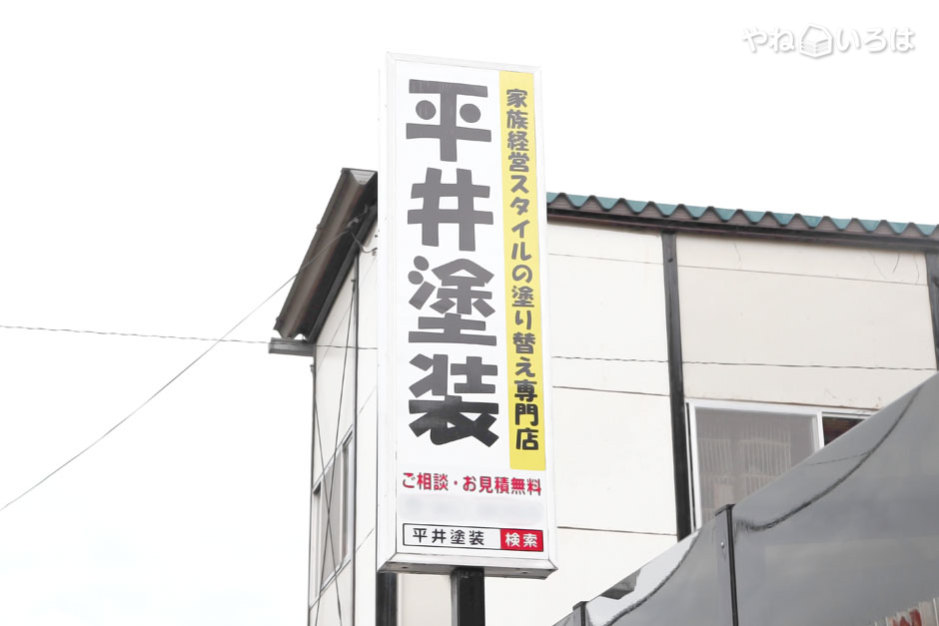 やねいろは
家族経営スタイルの塗り替え専門店
平井塗装
ご相談・お見積無料
平井塗装 検索